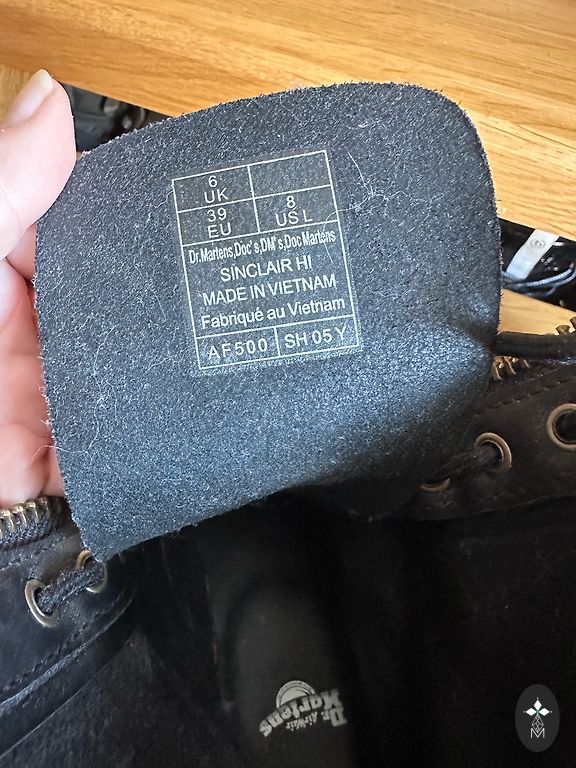 6
UK
39
EU
8
US L
Dr.Martens,Doc's,DM's,Doc Martens
SINCLAIR HI
MADE IN VIETNAM
Fabriqué au Vietnam
AF500 SH 05 Y
Dr.
Martens
AirWair
M